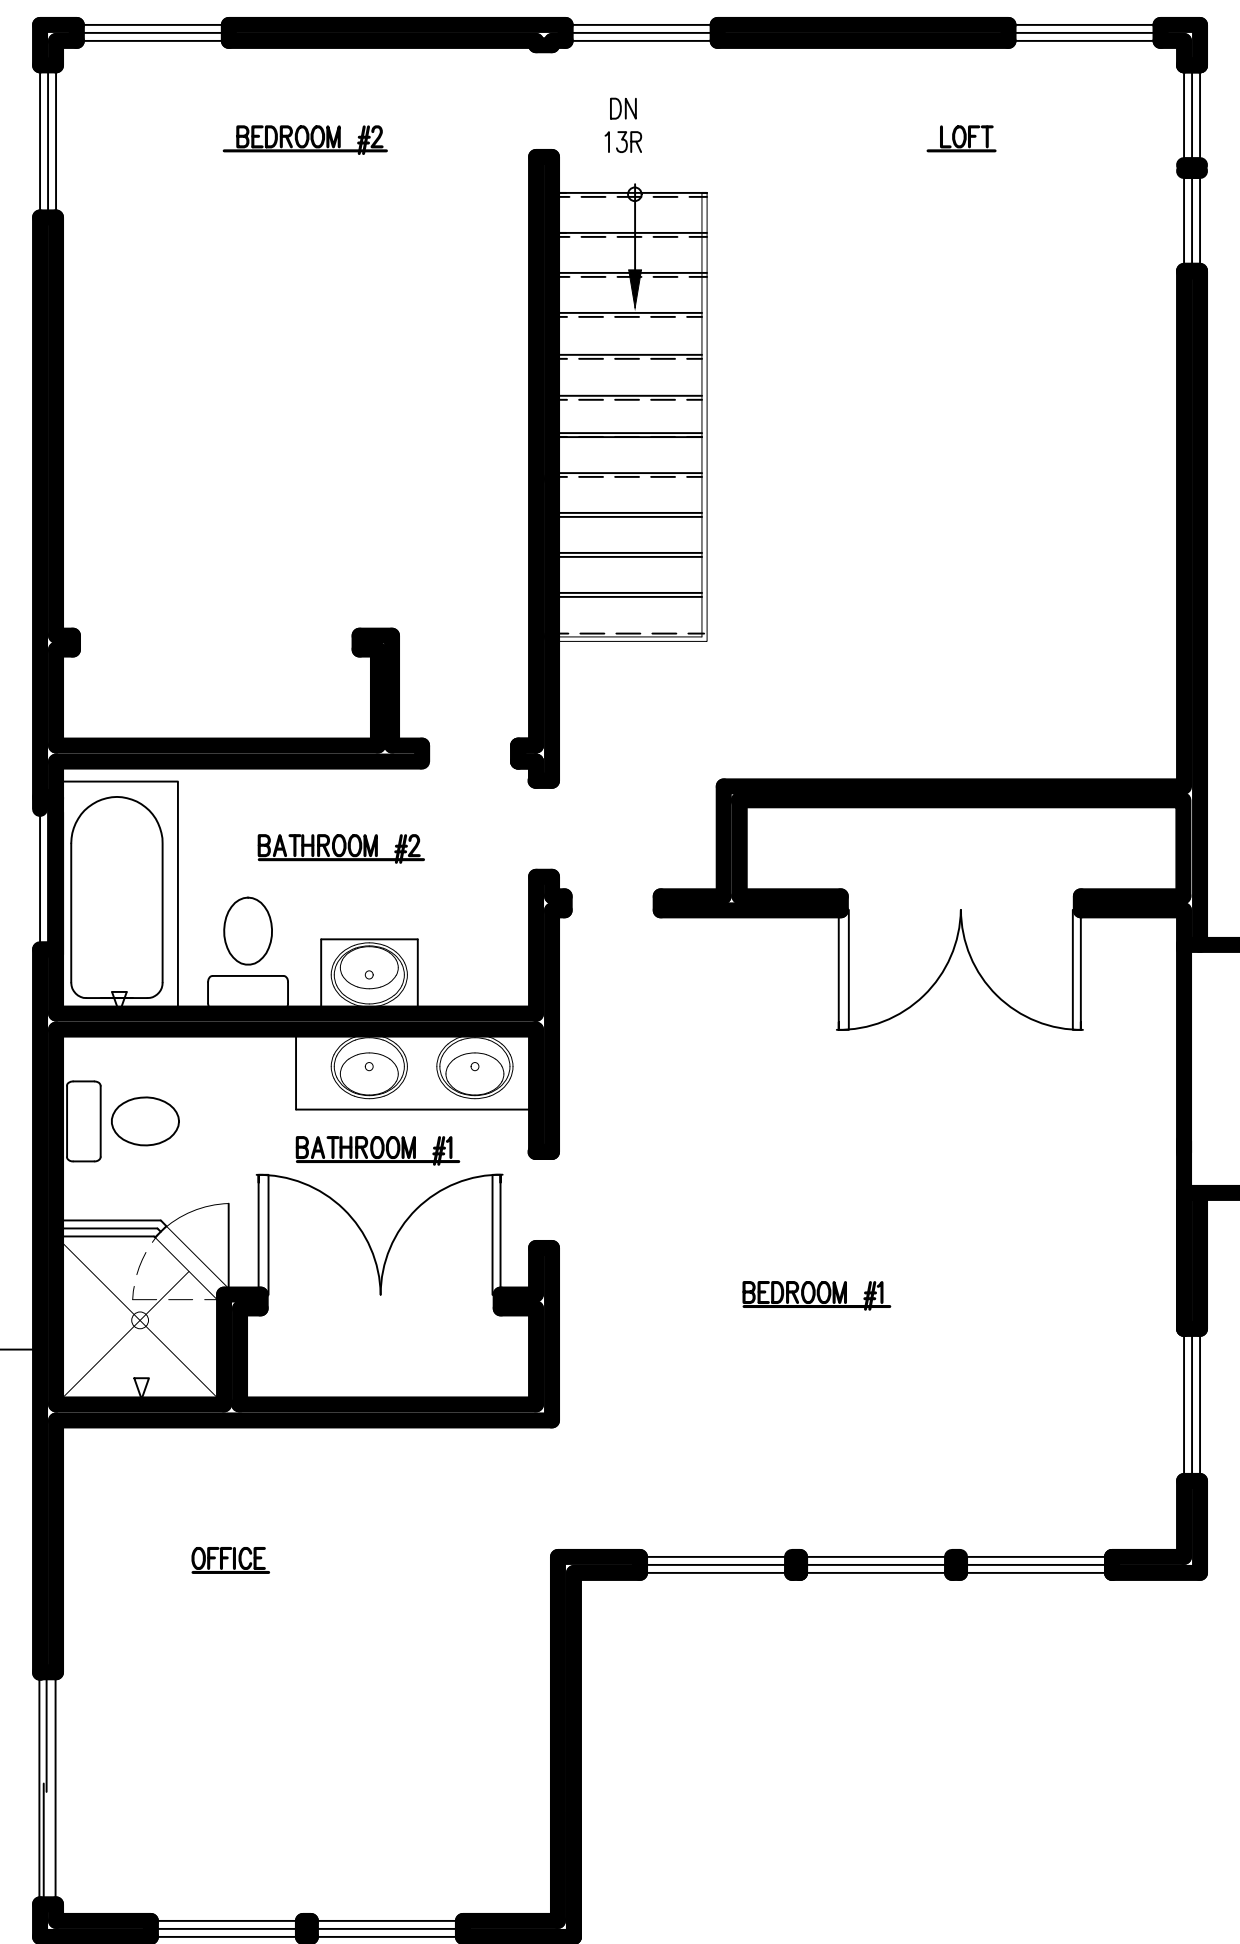 DN
13R
BEDROOM #2
LOFT
BATHROOM #2
BATHROOM #1
BEDROOM #1
OFFICE